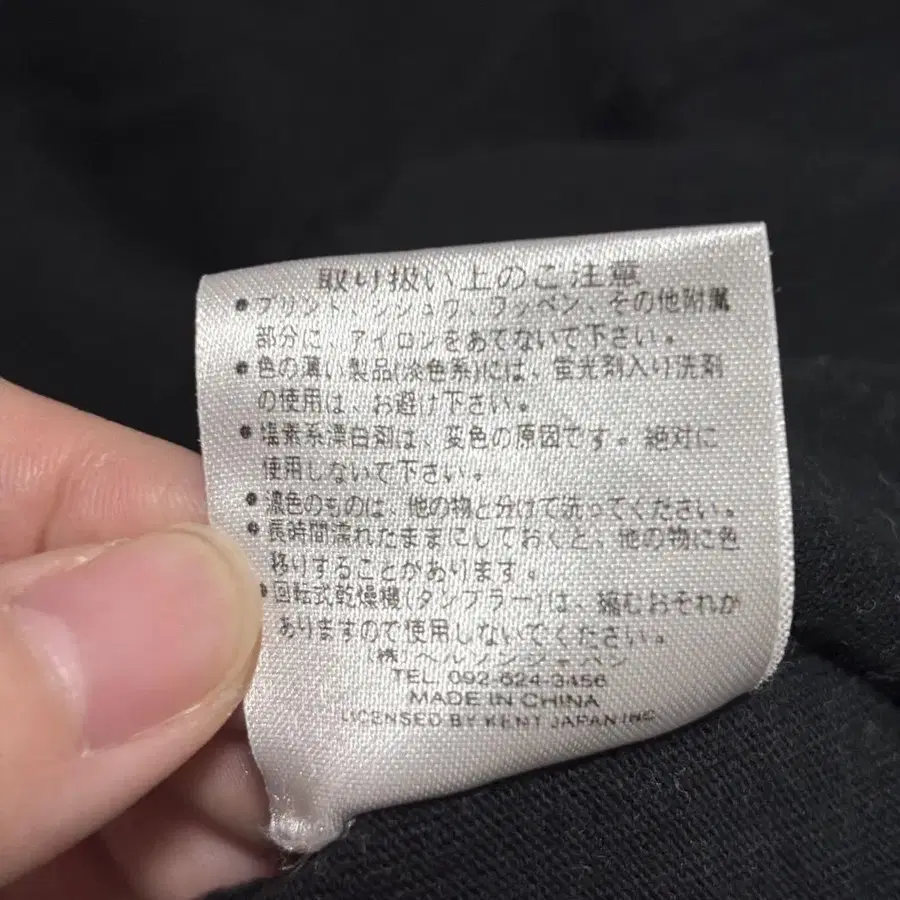 取り扱い上のご注意
●プリント、シシュウ、ワッペン、その他附属
部分に、アイロンをあてないで下さい。
●色の薄い製品(淡色系)には、蛍光剤入り洗剤
の使用は、お避け下さい。
●塩素系漂白剤は、変色の原因です。絶対に
使用しないで下さい。
●濃色のものは、他の物と分けて洗ってください。
●長時間濡れたままにしておくと、他の物に色
移りすることがあります。
●回転式乾燥機(タンブラー)は、縮むおそれが
ありますので使用しないでください。
TEL. 092-624-3456
MADE IN CHINA
LICENSED BY KENT JAPAN INC.